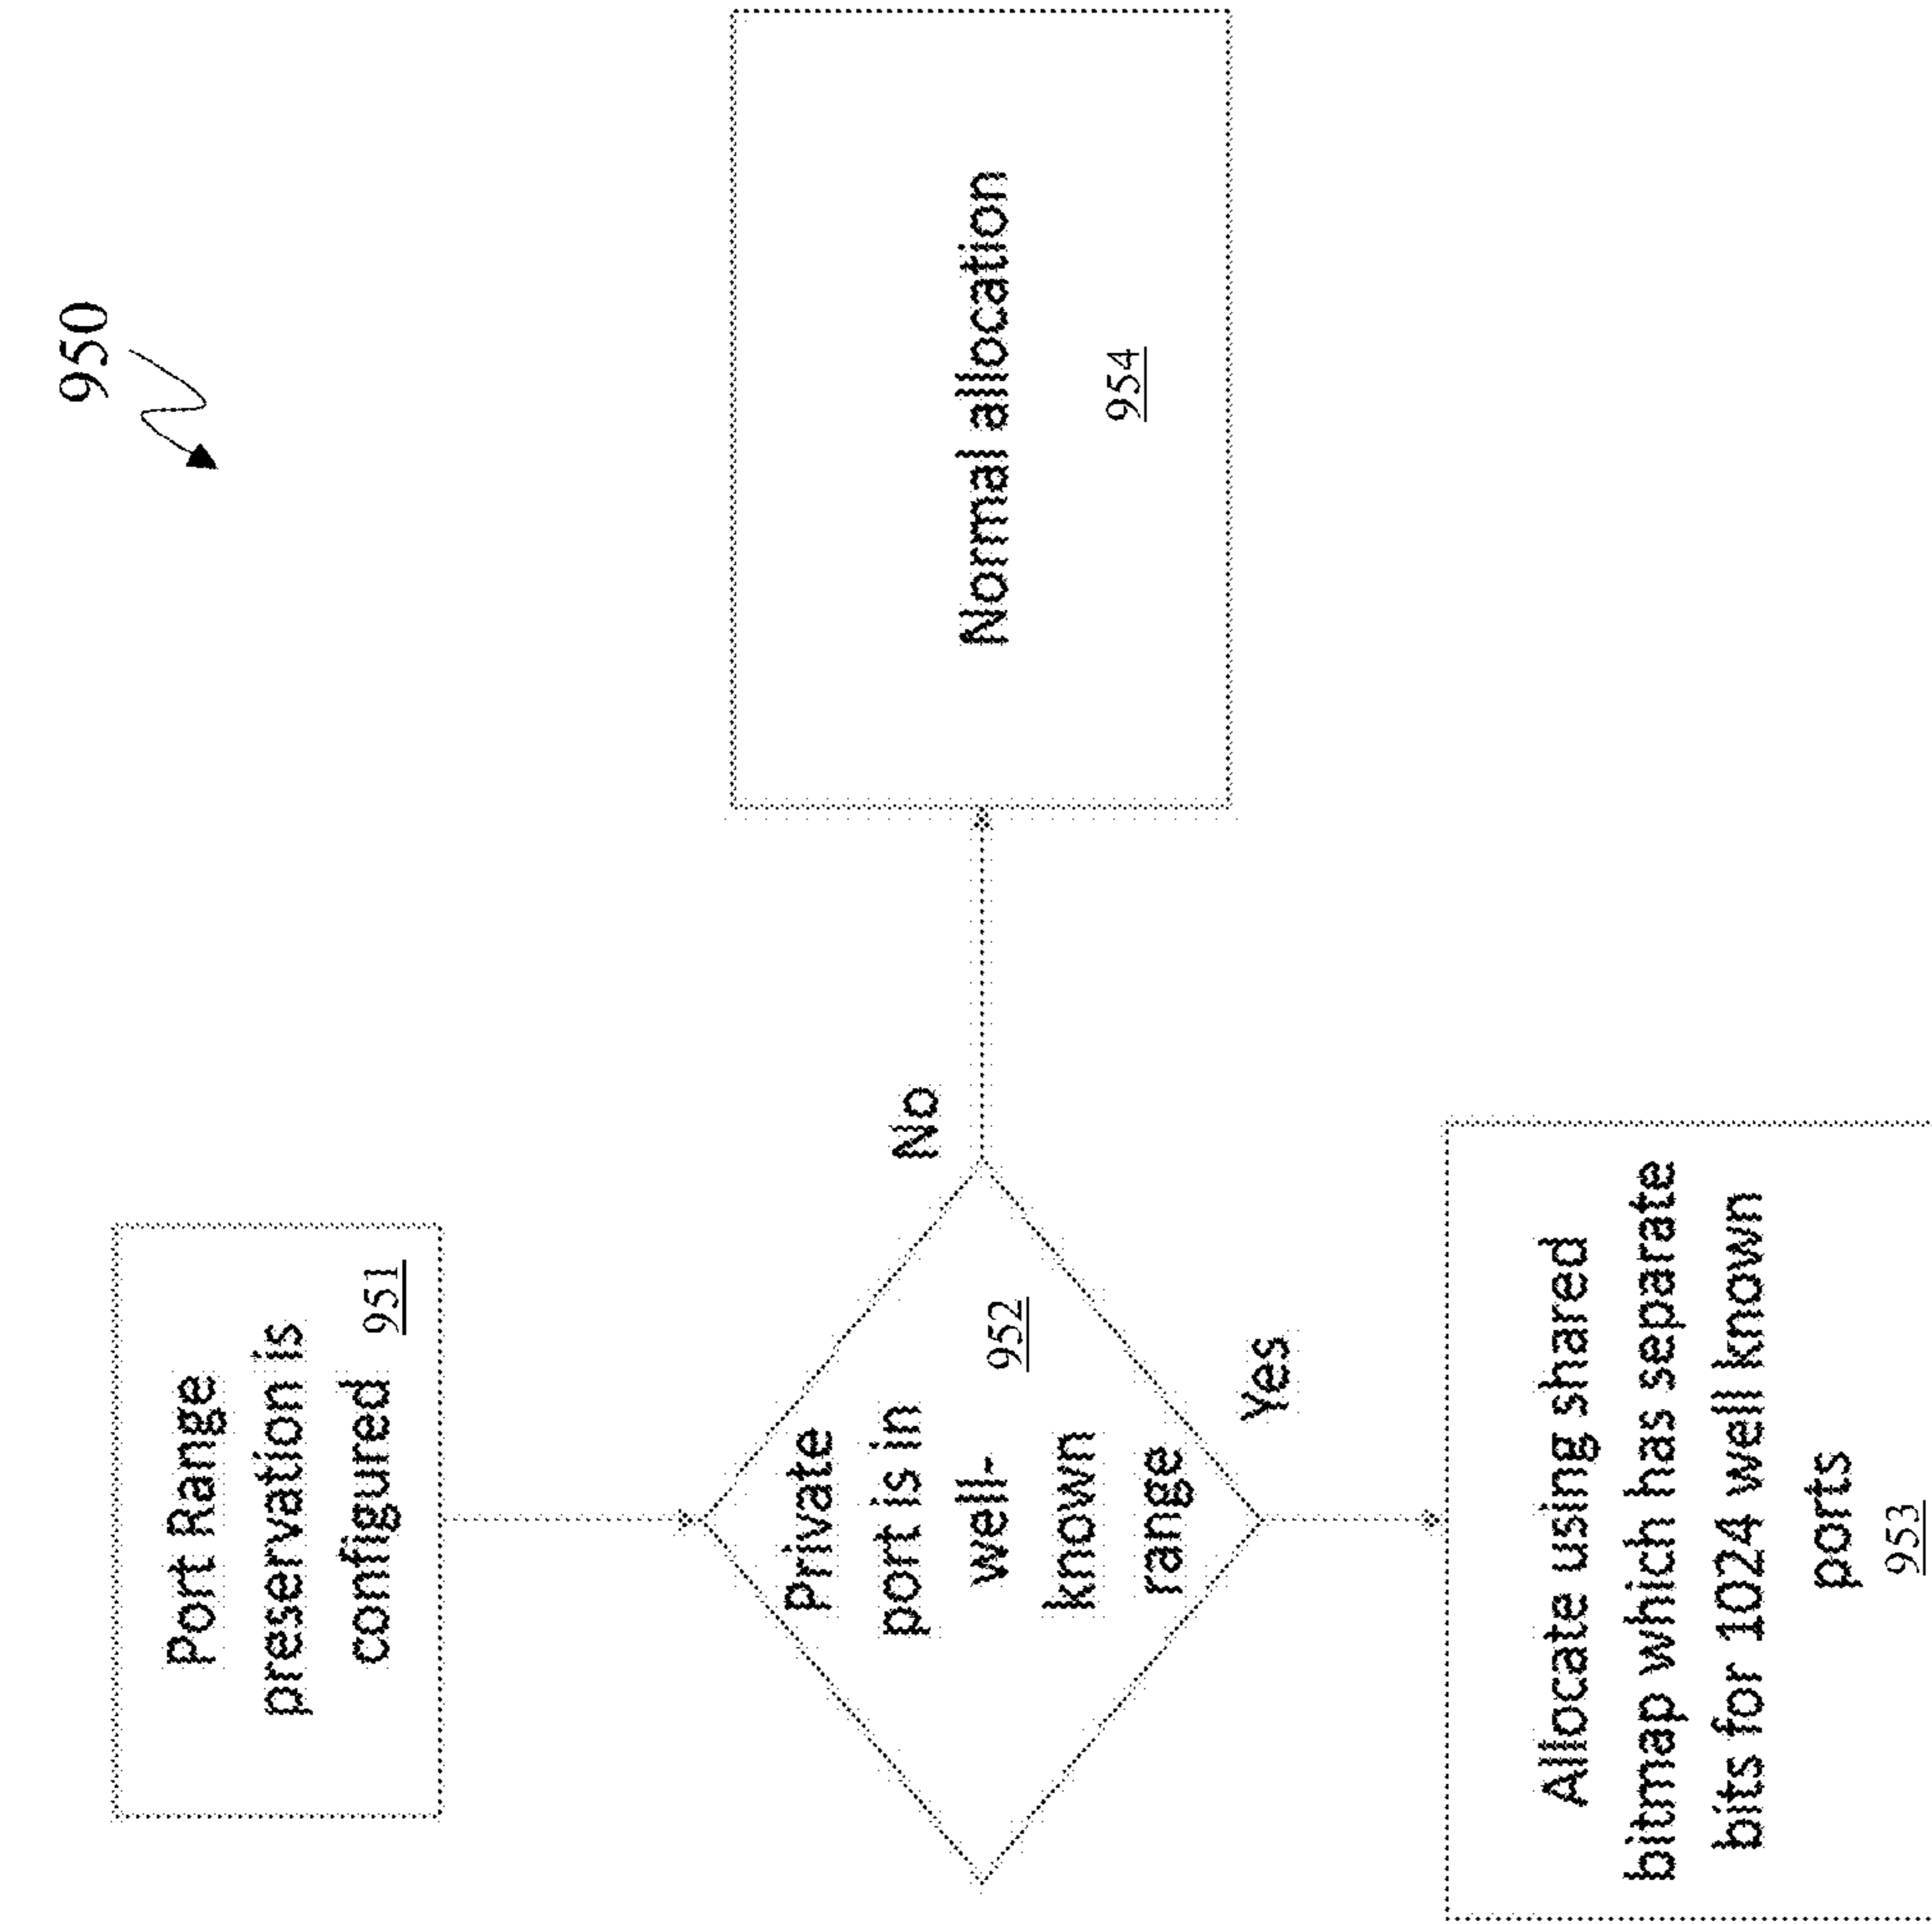 950
Port Range
preservation is
configured
951
Private
port is in
well-
known
range
952
No
Yes
Normal allocation
954
Allocate using shared
bitmap which has separate
bits for 1024 well known
ports
953